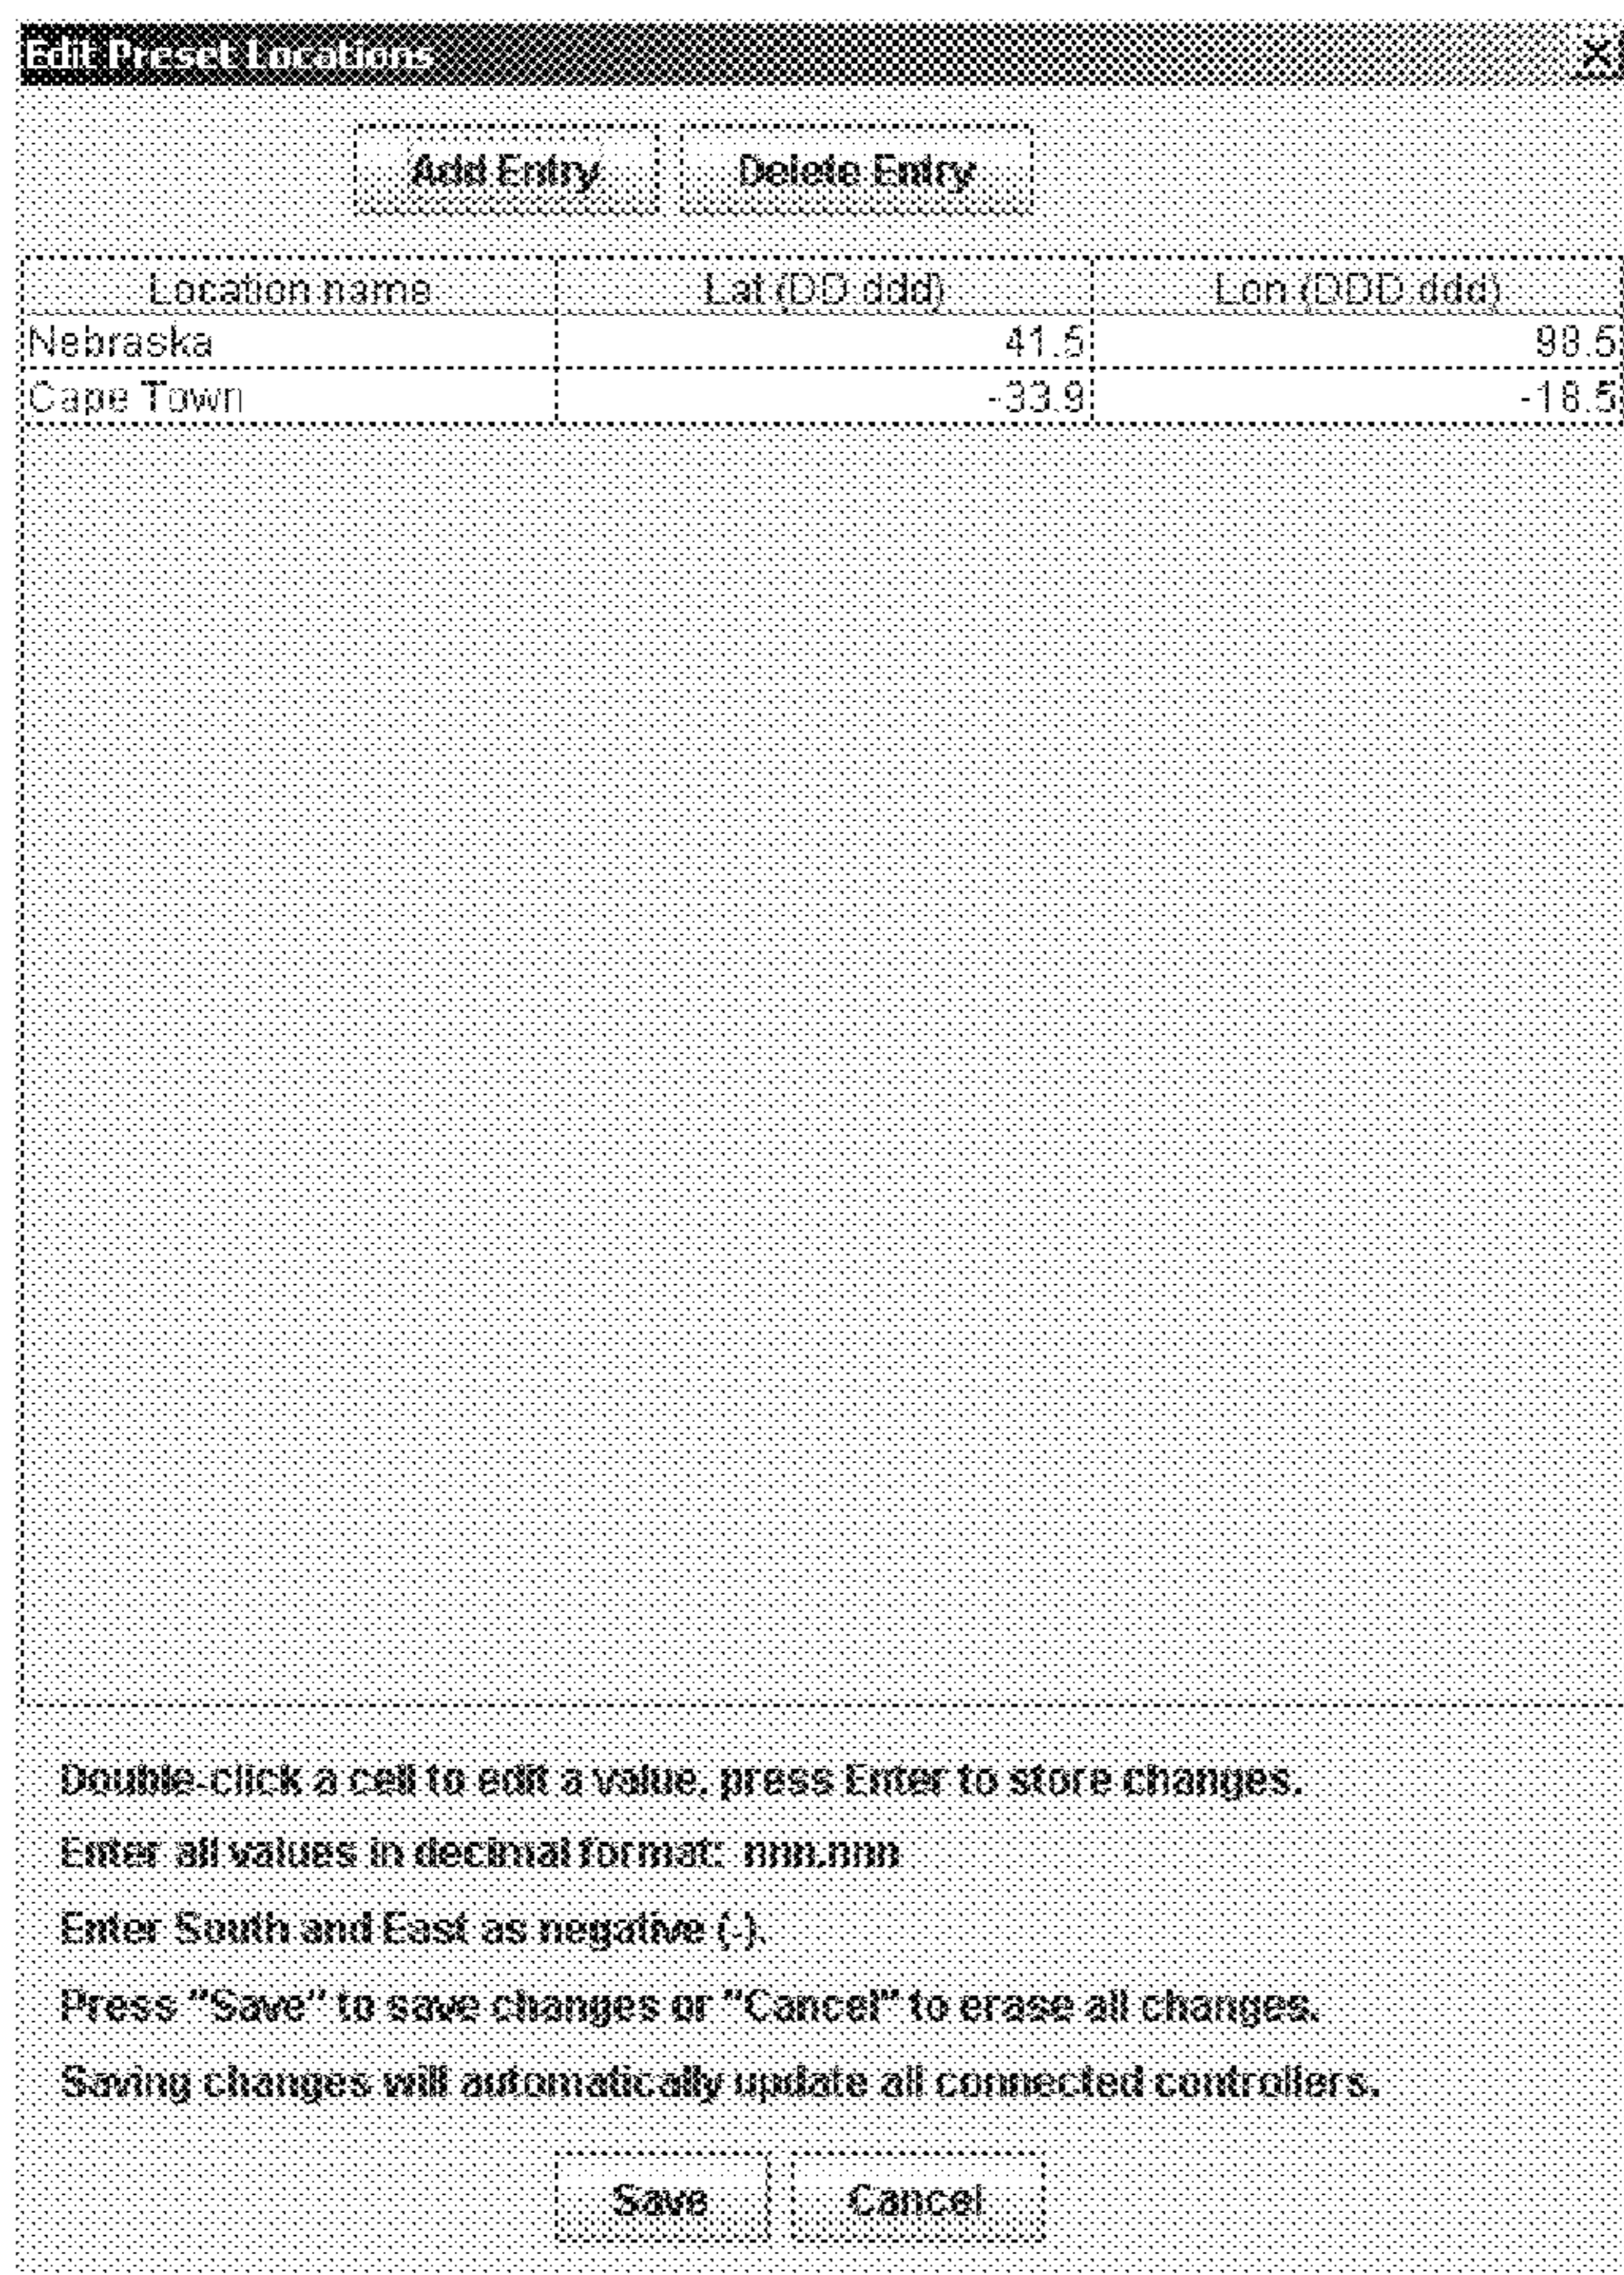 Edit Preset Locations
Add Entry Delete Entry
Location name Lat (DD ddd) Lon (DDD ddd)
Nebraska 41.5
Cape Town -33.9 -18.5
Double-click a cell to edit a value, press Enter to store changes.
Enter all values in decimal format: nnn.nnn
Enter South and East as negative (-).
Press "Save" to save changes or "Cancel" to erase all changes.
Saving changes will automatically update all connected controllers.
Save Cancel